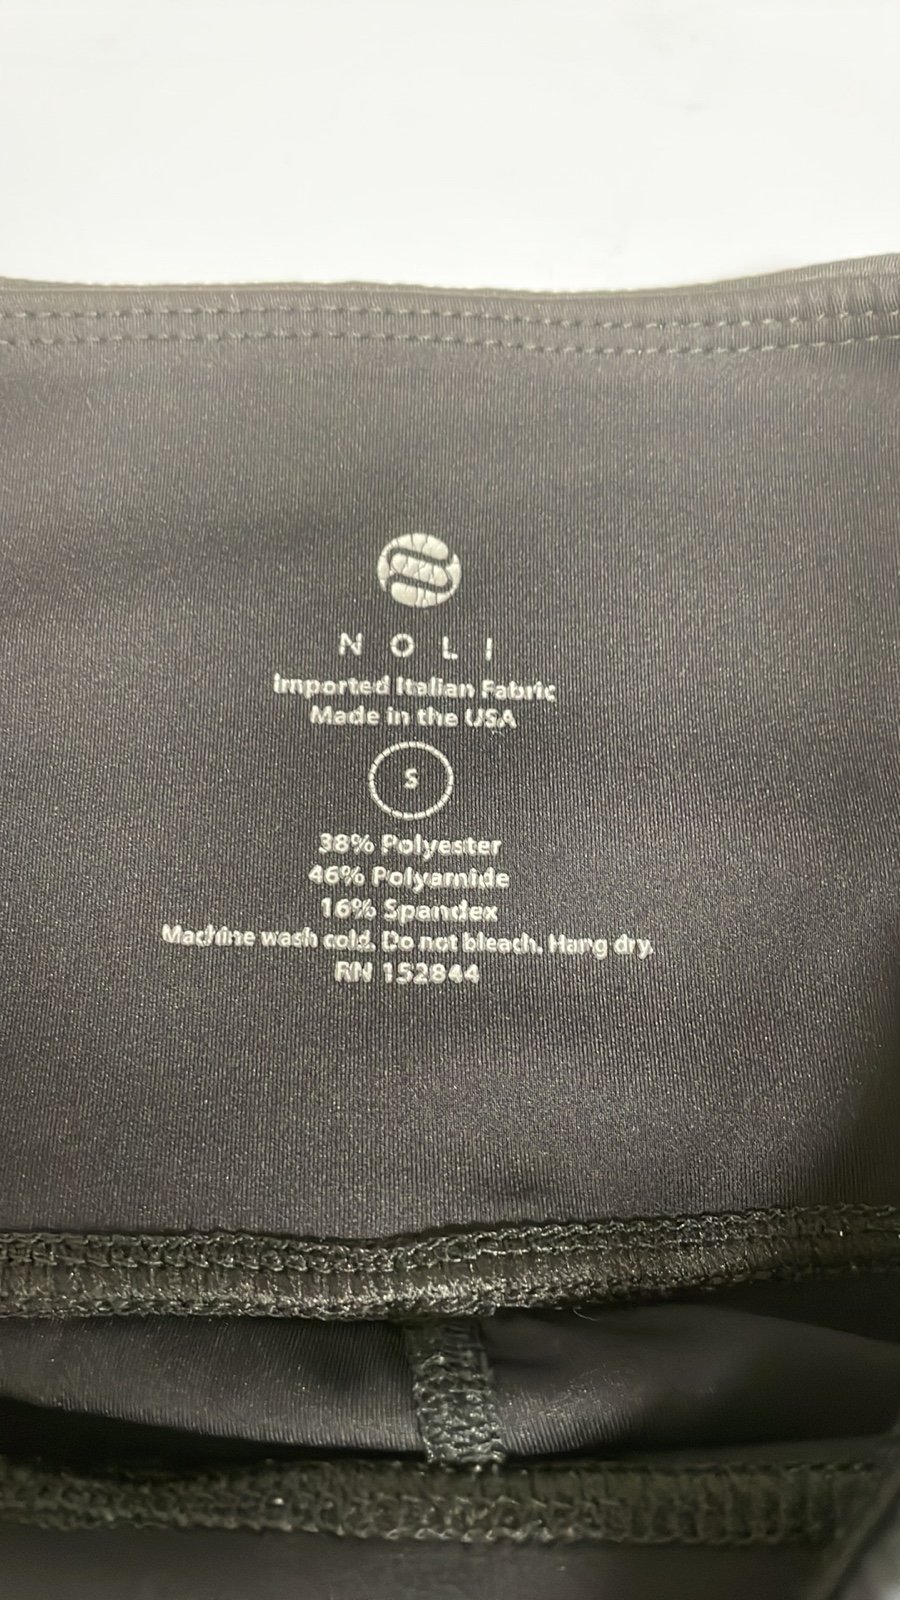 NOLI
Imported Italian Fabric
Made in the USA
S
38% Polyester
46% Polyamide
16% Spandex
Machine wash cold. Do not bleach. Hang dry.
RN 152844